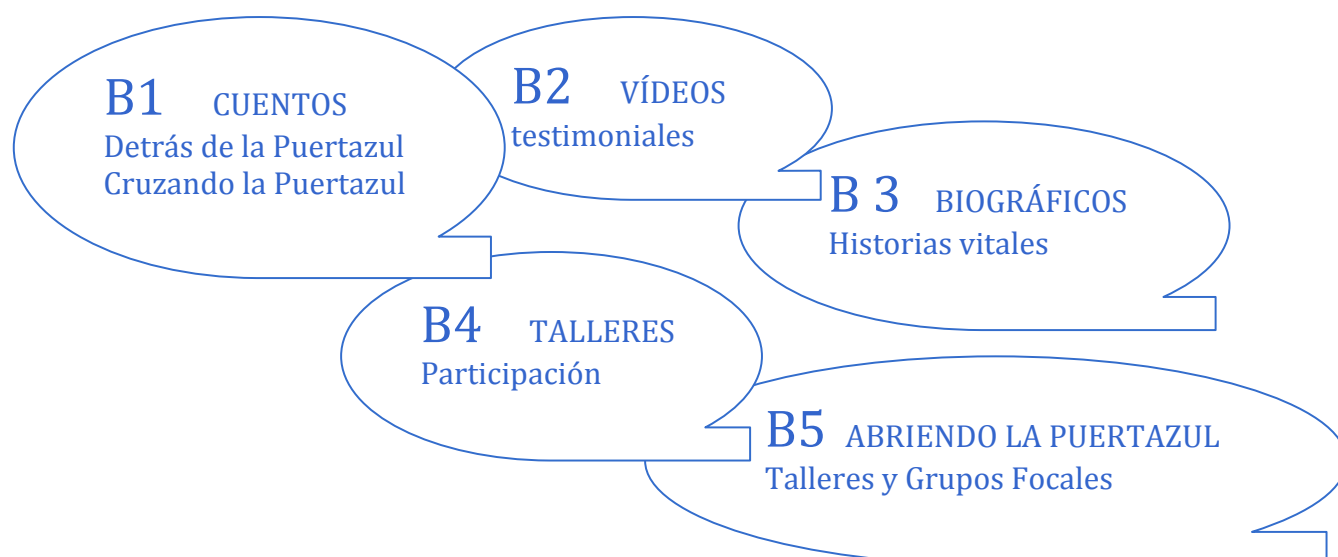 B1 CUENTOS
Detrás de la Puertazul
Cruzando la Puertazul
B2 VÍDEOS
testimoniales
B 3 BIOGRÁFICOS
Historias vitales
B4 TALLERES
Participación
B5 ABRIENDO LA PUERTAZUL
Talleres y Grupos Focales